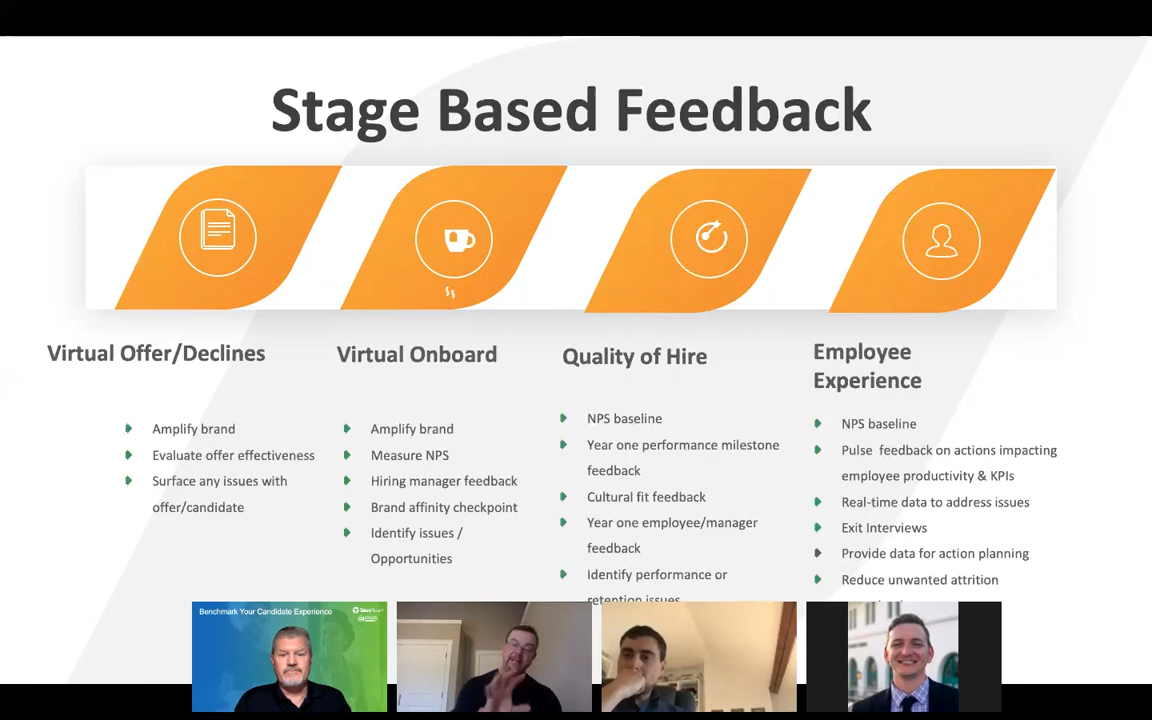 Stage Based Feedback
Virtual Offer/Declines
Amplify brand
Evaluate offer effectiveness
Surface any issues with
offer/candidate
Virtual Onboard
Amplify brand
Measure NPS
Hiring manager feedback
Brand affinity checkpoint
Identify issues /
Opportunities
Quality of Hire
NPS baseline
Year one performance milestone
feedback
Cultural fit feedback
Year one employee/manager
feedback
Identify performance or
retention issues
Employee
Experience
NPS baseline
Pulse feedback on actions impacting
employee productivity & KPIs
Real-time data to address issues
Exit Interviews
Provide data for action planning
Reduce unwanted attrition
Benchmark Your Candidate Experience